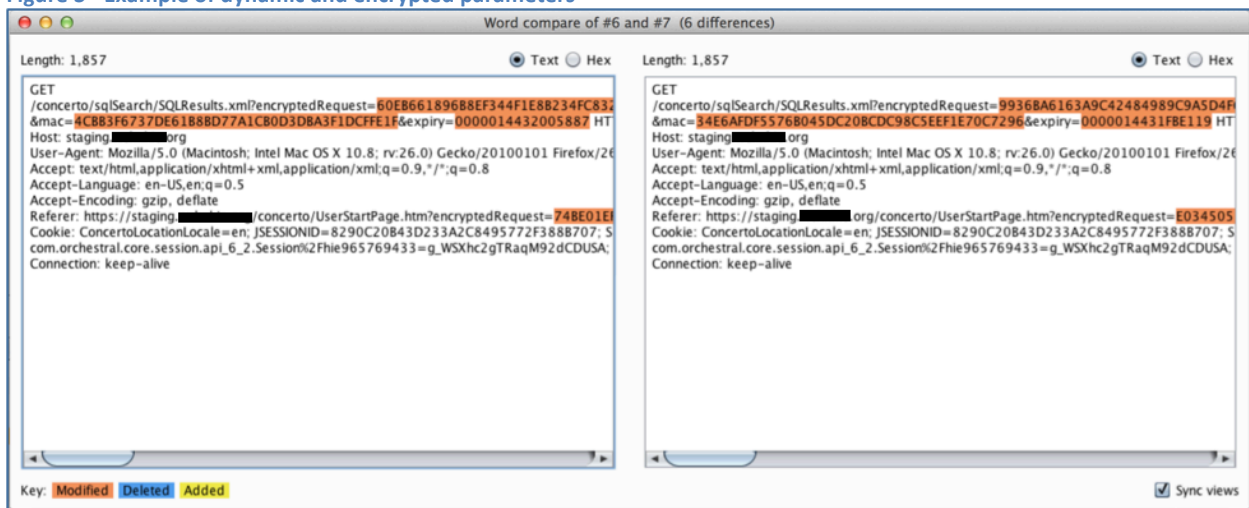 Word compare of #6 and #7 (6 differences)
Length: 1,857
Text Hex
GET
/concerto/sqlSearch/SQLResults.xml?encryptedRequest=60EB661896B8EF344F1E8B234FC832
&mac=4CBB3F6737DE61B8BD77A1CB0D3DBA3F1DCFFE1F&expiry=0000014432005887 HT
Host: staging. org
User-Agent: Mozilla/5.0 (Macintosh; Intel Mac OS X 10.8; rv:26.0) Gecko/20100101 Firefox/26
Accept: text/html,application/xhtml+xml,application/xml;q=0.9,*/*;q=0.8
Accept-Language: en-US,en;q=0.5
Accept-Encoding: gzip, deflate
Referer: https://staging. /concerto/UserStartPage.htm?encryptedRequest=74BE01E
Cookie: ConcertoLocationLocale=en; JSESSIONID=8290C20B43D233A2C8495772F388B707; S
com.orchestral.core.session.api_6_2.Session%2Fhie965769433=g_WSXhc2gTRaqM92dCDUSA;
Connection: keep-alive
Length: 1,857
Text Hex
GET
/concerto/sqlSearch/SQLResults.xml?encryptedRequest=9936BA6163A9C42484989C9A5D4F
&mac=34E6AFDF5576B045DC20BCDC98C5EEF1E70C7296&expiry=0000014431FBE119 HT
Host: staging. .org
User-Agent: Mozilla/5.0 (Macintosh; Intel Mac OS X 10.8; rv:26.0) Gecko/20100101 Firefox/26
Accept: text/html,application/xhtml+xml,application/xml;q=0.9,*/*;q=0.8
Accept-Language: en-US,en;q=0.5
Accept-Encoding: gzip, deflate
Referer: https://staging. .org/concerto/UserStartPage.htm?encryptedRequest=E034505
Cookie: ConcertoLocationLocale=en; JSESSIONID=8290C20B43D233A2C8495772F388B707; S
com.orchestral.core.session.api_6_2.Session%2Fhie965769433=g_WSXhc2gTRaqM92dCDUSA;
Connection: keep-alive
Key: Modified Deleted Added
Sync views